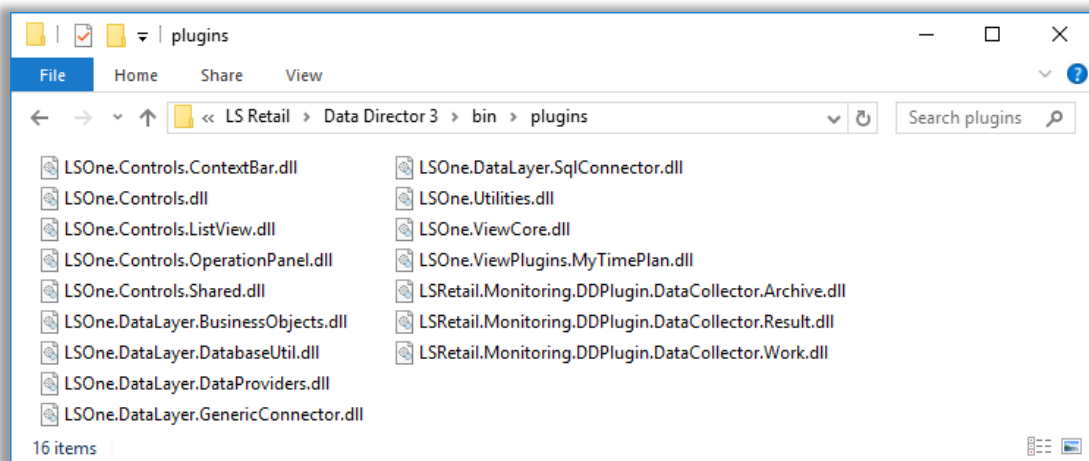 plugins
File Home Share View
« LS Retail > Data Director 3 > bin > plugins Search plugins
LSOne.Controls.ContextBar.dll
LSOne.Controls.dll
LSOne.Controls.ListView.dll
LSOne.Controls.OperationPanel.dll
LSOne.Controls.Shared.dll
LSOne.DataLayer.BusinessObjects.dll
LSOne.DataLayer.DatabaseUtil.dll
LSOne.DataLayer.DataProviders.dll
LSOne.DataLayer.GenericConnector.dll
LSOne.DataLayer.SqlConnector.dll
LSOne.Utilities.dll
LSOne.ViewCore.dll
LSOne.ViewPlugins.MyTimePlan.dll
LSRetail.Monitoring.DDPlugin.DataCollector.Archive.dll
LSRetail.Monitoring.DDPlugin.DataCollector.Result.dll
LSRetail.Monitoring.DDPlugin.DataCollector.Work.dll
16 items